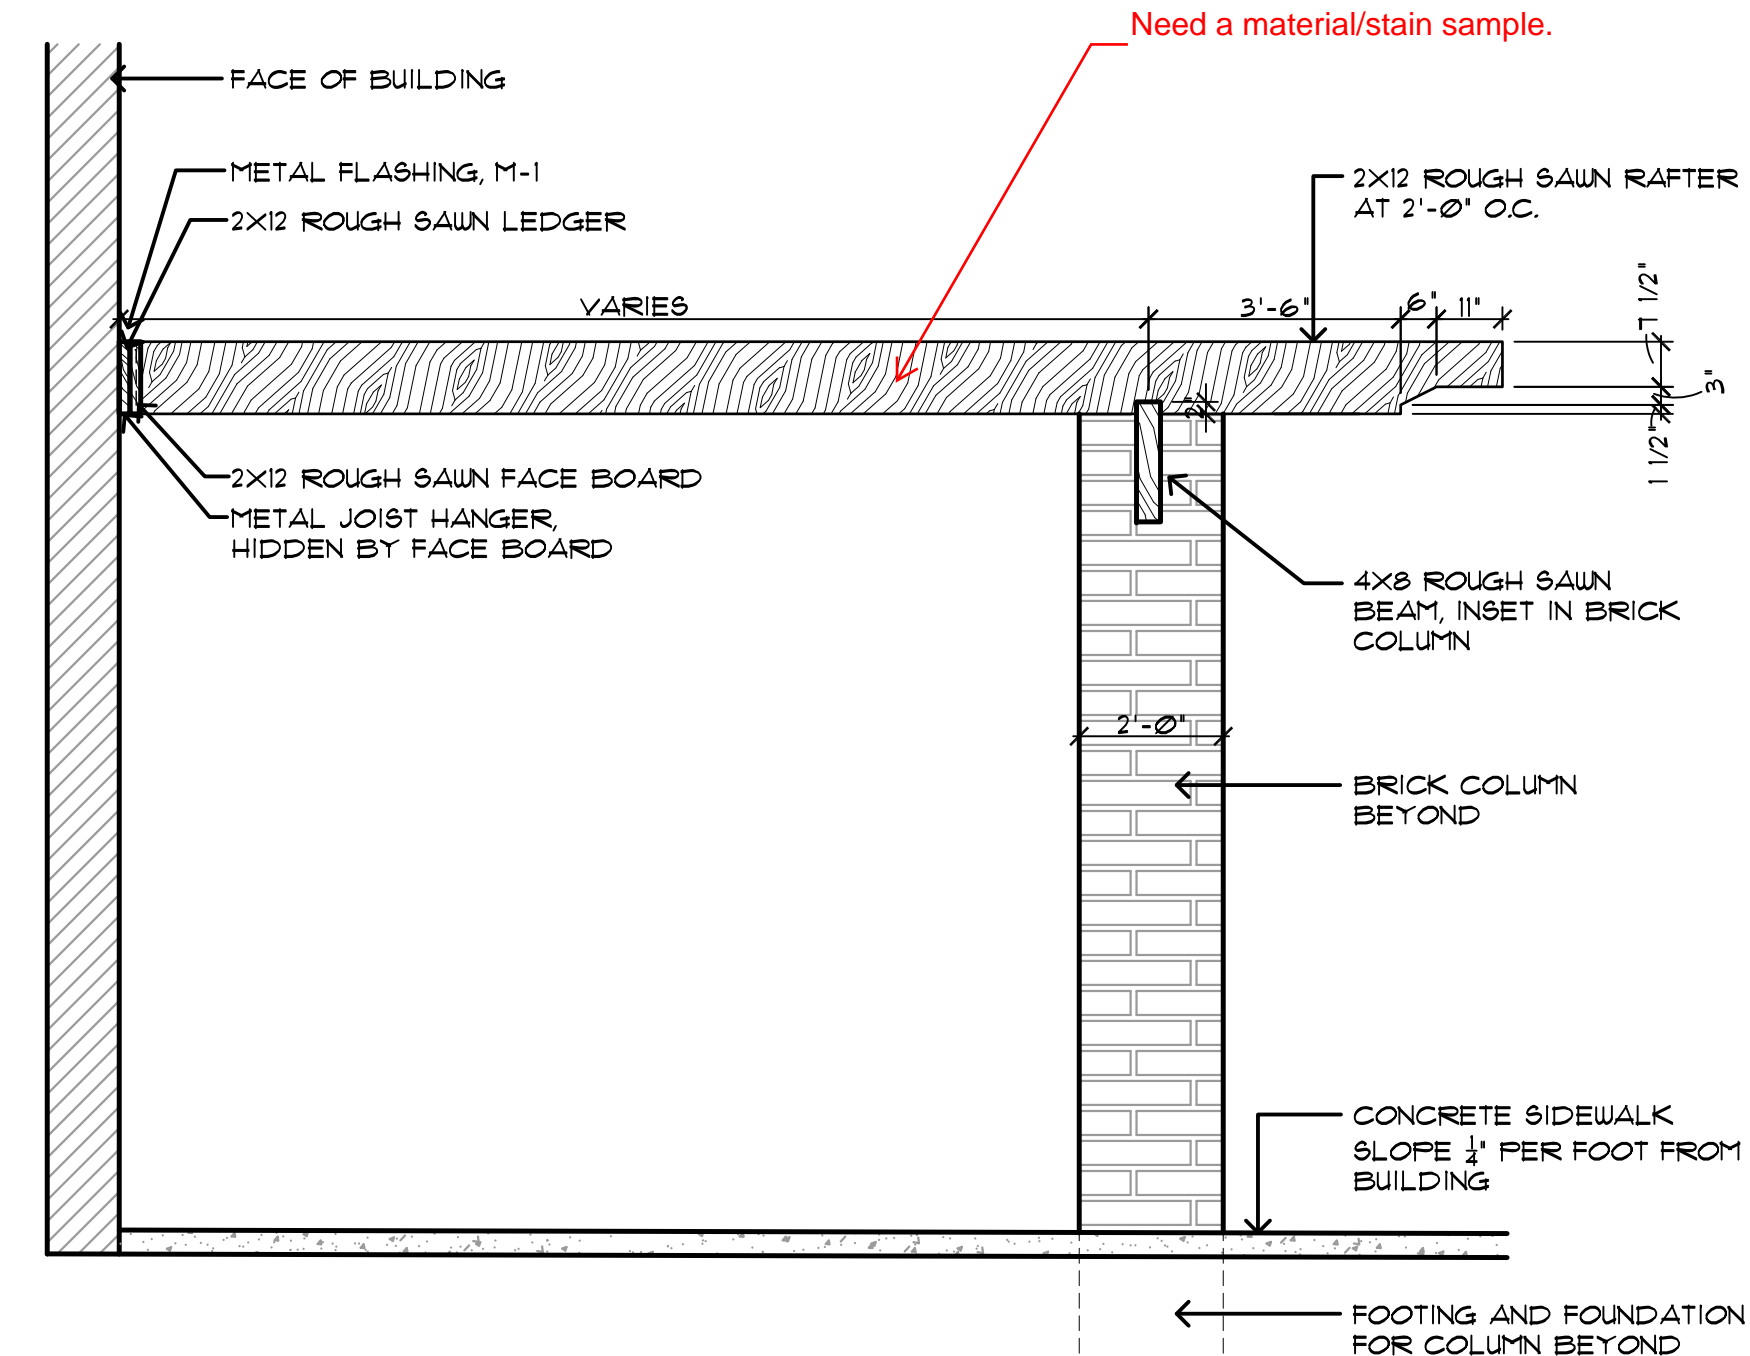 Need a material/stain sample.
FACE OF BUILDING
METAL FLASHING, M-1
2X12 ROUGH SAWN LEDGER
2X12 ROUGH SAWN RAFTER
AT 2'-Ø" O.C.
VARIES
3'-6"
6"
11"
7 1/2"
3"
1 1/2"
2"
2X12 ROUGH SAWN FACE BOARD
METAL JOIST HANGER,
HIDDEN BY FACE BOARD
4X8 ROUGH SAWN
BEAM, INSET IN BRICK
COLUMN
2'-Ø"
BRICK COLUMN
BEYOND
CONCRETE SIDEWALK
SLOPE 1/4" PER FOOT FROM
BUILDING
FOOTING AND FOUNDATION
FOR COLUMN BEYOND